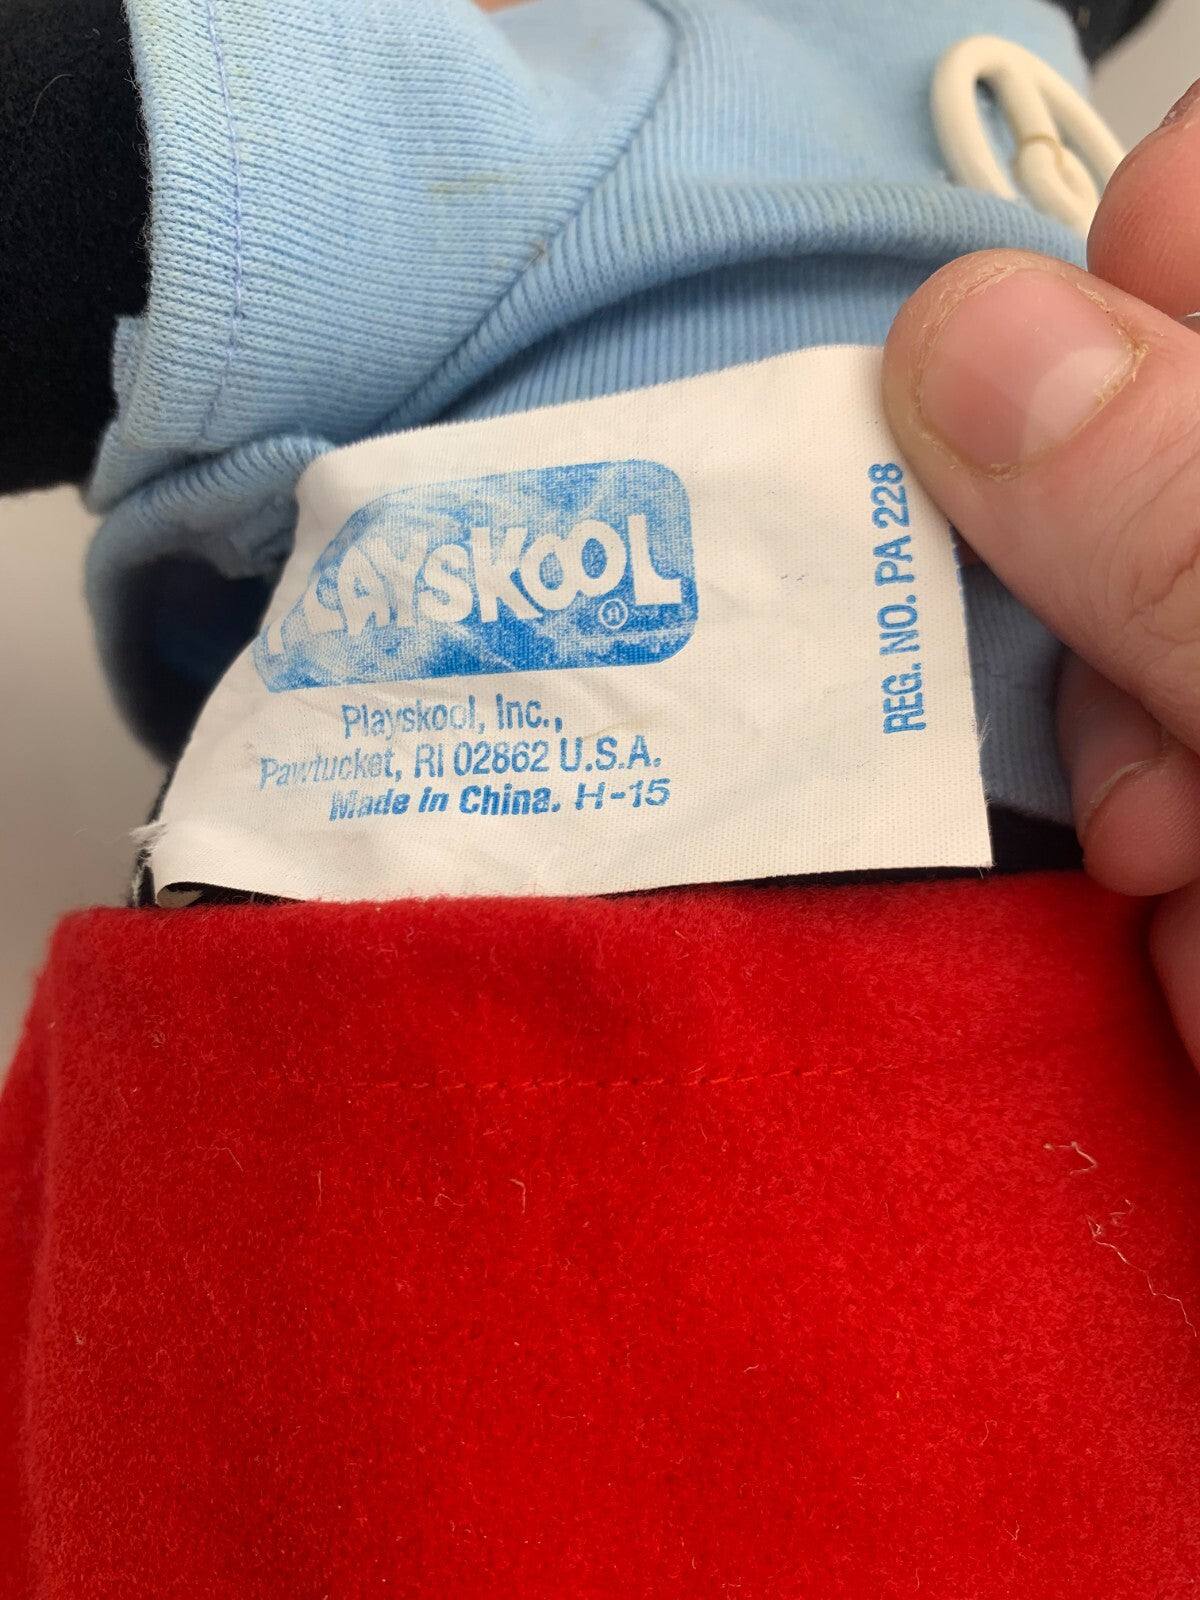 PLAYSKOOL ®
Playskool, Inc.,
Pawtucket, RI 02862 U.S.A.
Made in China. H-15
REG. NO. PA 228